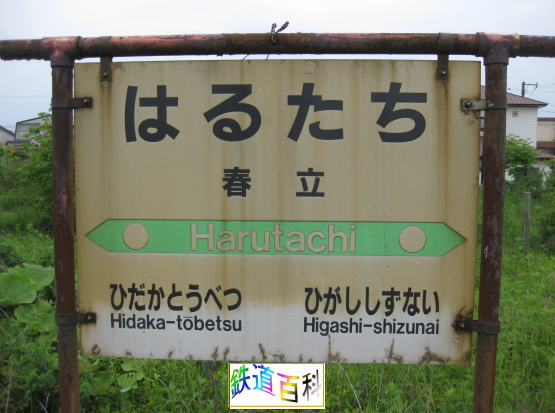 はるたち
春立
Harutachi
ひだかとうべつ ひがししずない
Hidaka-tōbetsu Higashi-shizunai
鉄道百科